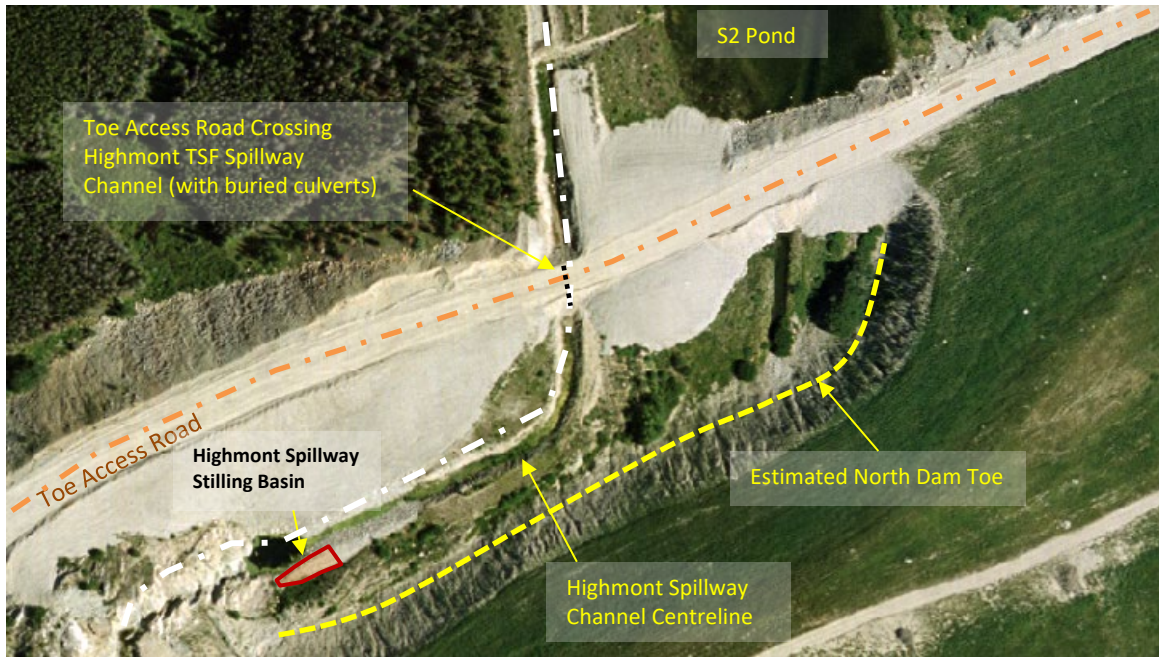 S2 Pond
Toe Access Road Crossing
Highmont TSF Spillway
Channel (with buried culverts)
Toe Access Road
Highmont Spillway
Stilling Basin
Estimated North Dam Toe
Highmont Spillway
Channel Centreline